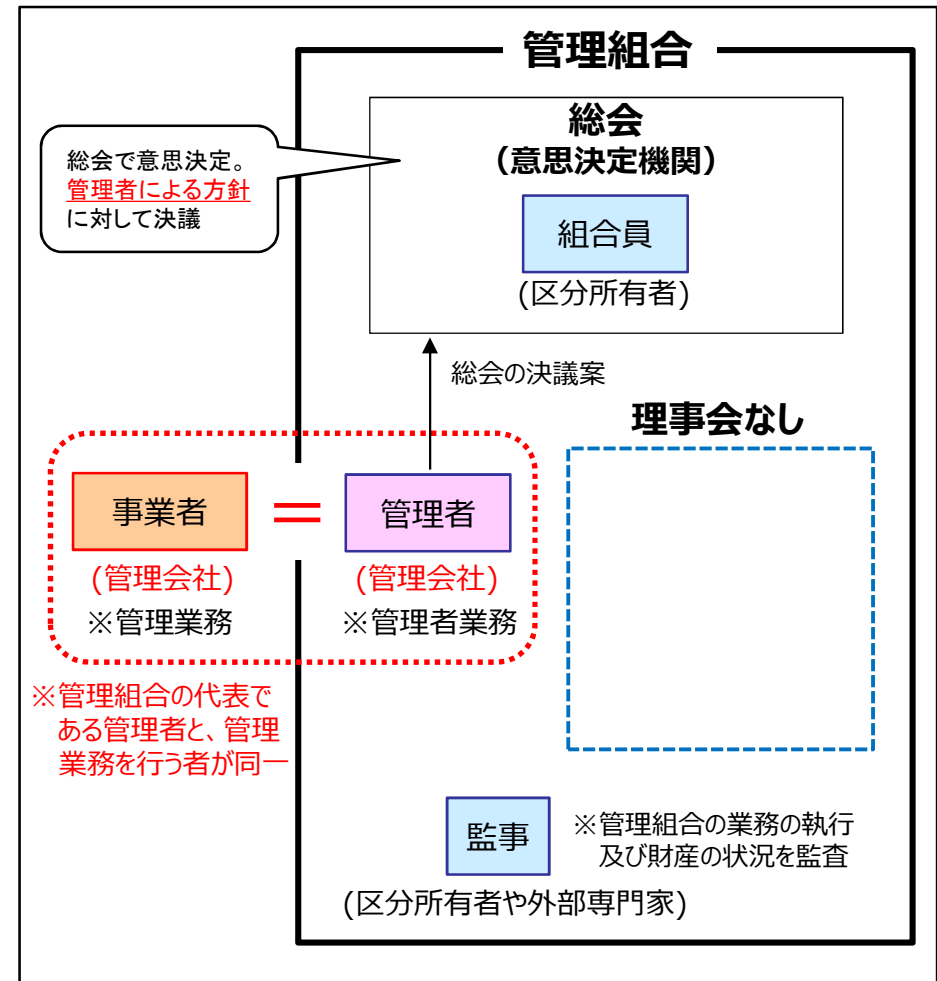 管理組合
総会
（意思決定機関）
総会で意思決定。
管理者による方針
に対して決議
組合員
(区分所有者)
総会の決議案
理事会なし
事業者
＝
管理者
(管理会社)
(管理会社)
※管理業務
※管理者業務
※管理組合の代表で
ある管理者と、管理
業務を行う者が同一
監事
※管理組合の業務の執行
及び財産の状況を監査
(区分所有者や外部専門家)